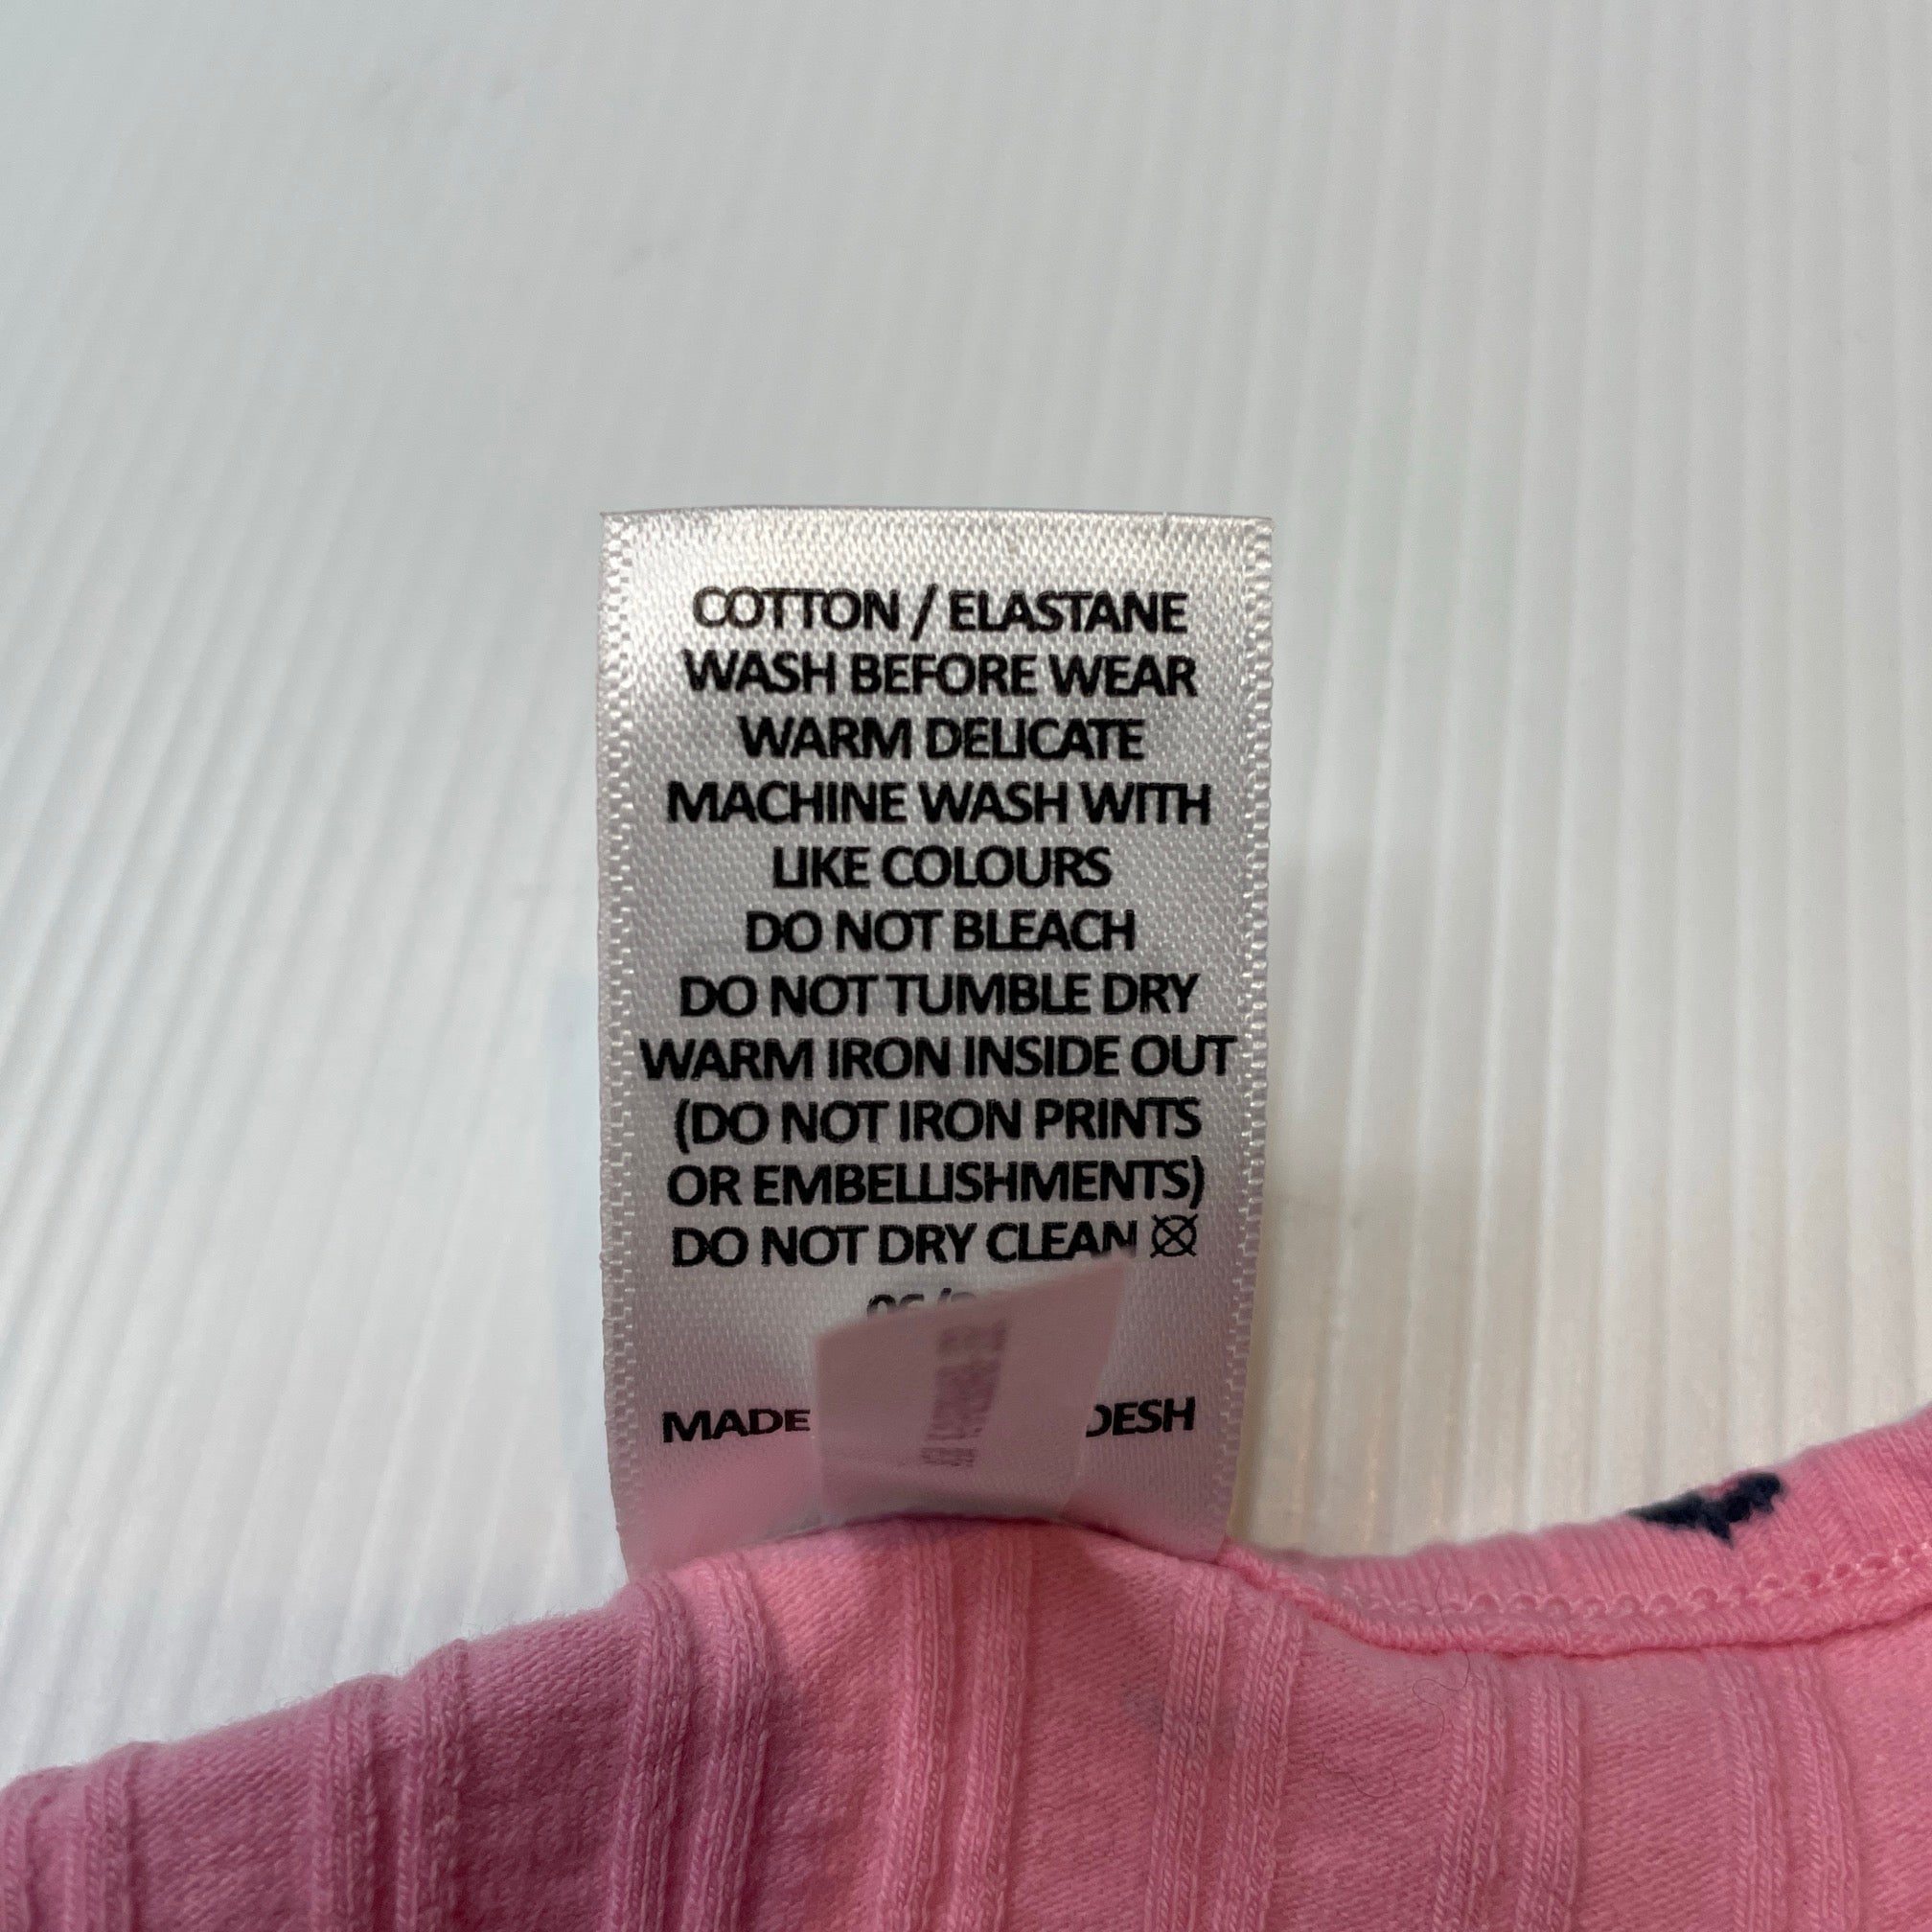 COTTON / ELASTANE
WASH BEFORE WEAR
WARM DELICATE
MACHINE WASH WITH
LIKE COLOURS
DO NOT BLEACH
DO NOT TUMBLE DRY
WARM IRON INSIDE OUT
(DO NOT IRON PRINTS
OR EMBELLISHMENTS)
DO NOT DRY CLEAN
MADE DESH